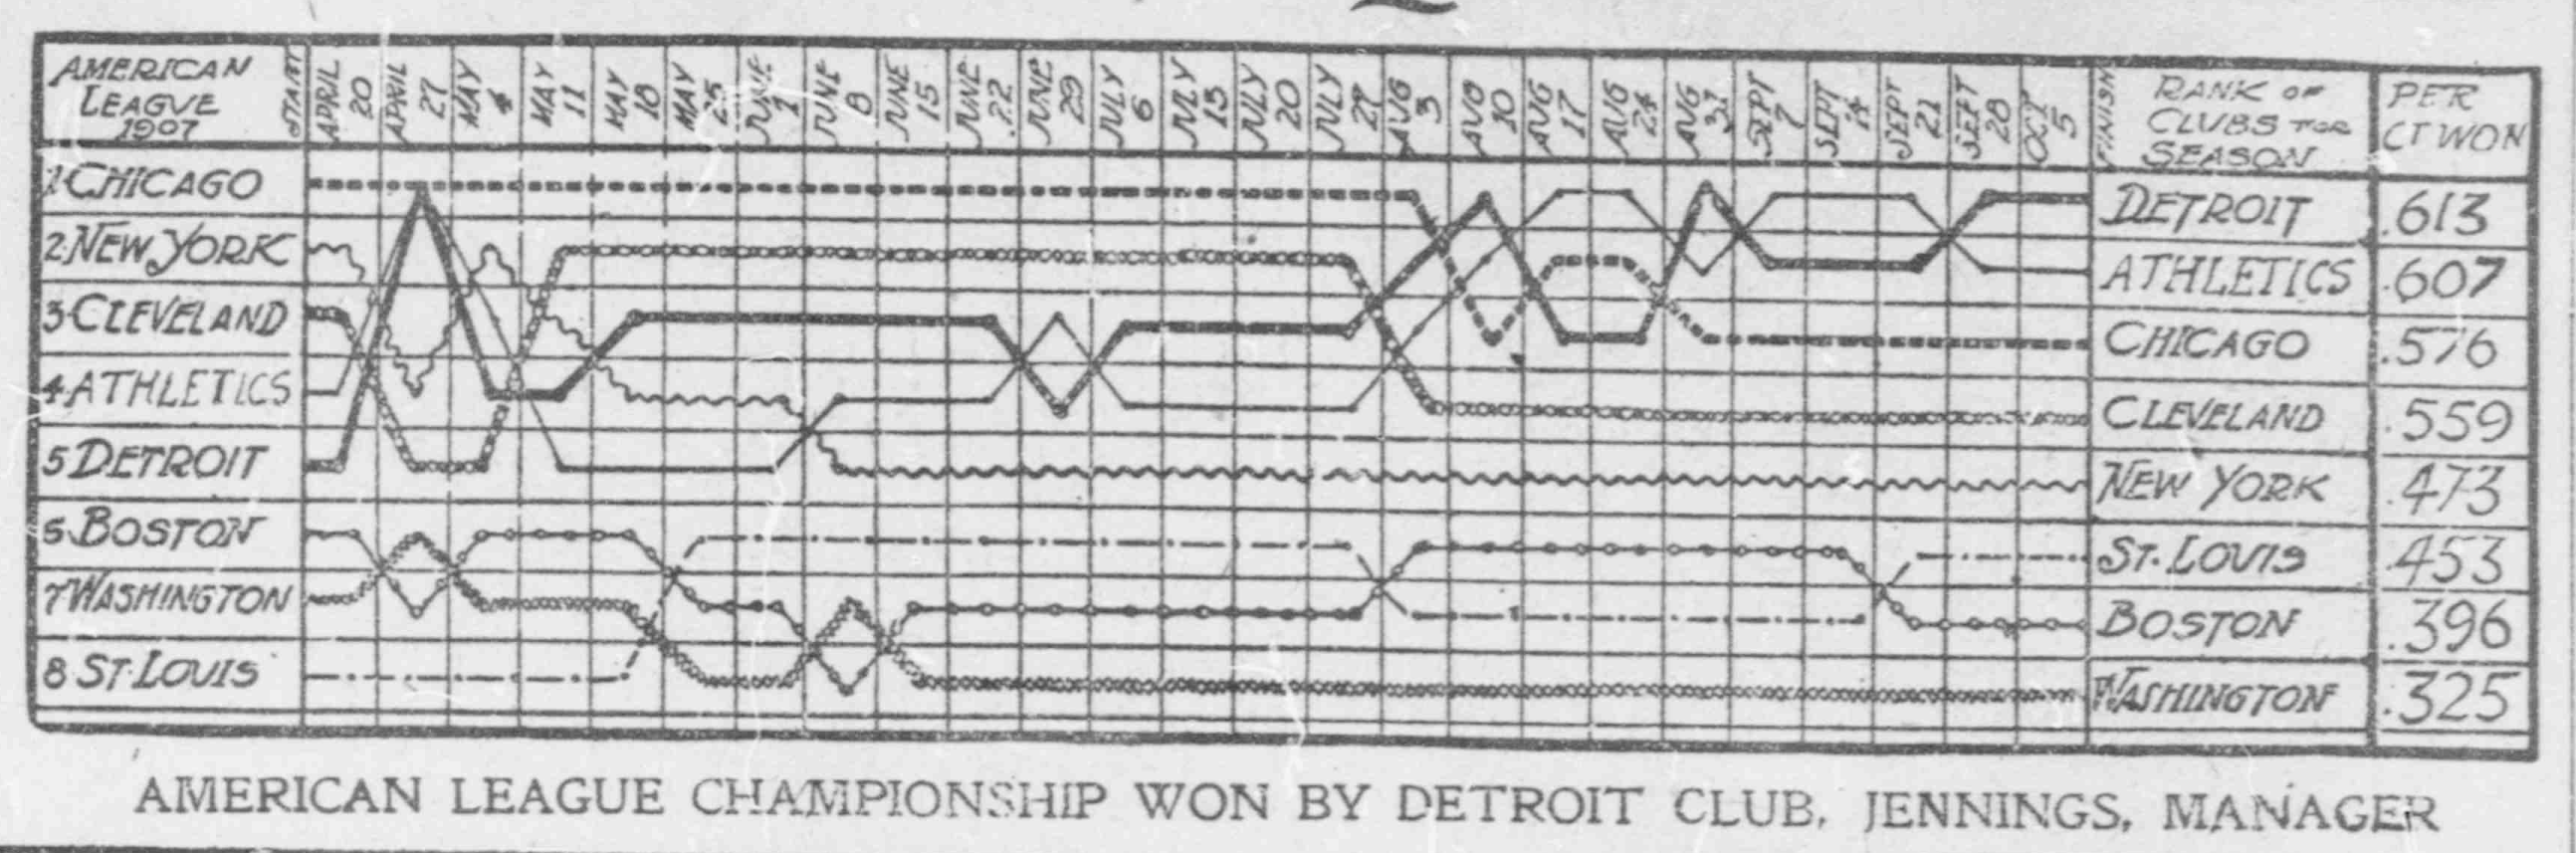 AMERICAN
LEAGUE
1907
START
APRIL 20
APRIL 27
MAY 4
MAY 11
MAY 18
MAY 25
JUNE 1
JUNE 8
JUNE 15
JUNE 22
JUNE 29
JULY 6
JULY 13
JULY 20
JULY 27
AUG 3
AUG 10
AUG 17
AUG 24
AUG 31
SEPT 7
SEPT 14
SEPT 21
SEPT 28
OCT 5
FINISH
RANK OF
CLUBS FOR
SEASON
PER
CT WON
1 CHICAGO
DETROIT .613
2 NEW YORK
ATHLETICS .607
3 CLEVELAND
CHICAGO .576
4 ATHLETICS
CLEVELAND .559
5 DETROIT
NEW YORK .473
5 BOSTON
ST. LOUIS .453
7 WASHINGTON
BOSTON .396
8 ST. LOUIS
WASHINGTON .325
AMERICAN LEAGUE CHAMPIONSHIP WON BY DETROIT CLUB, JENNINGS, MANAGER